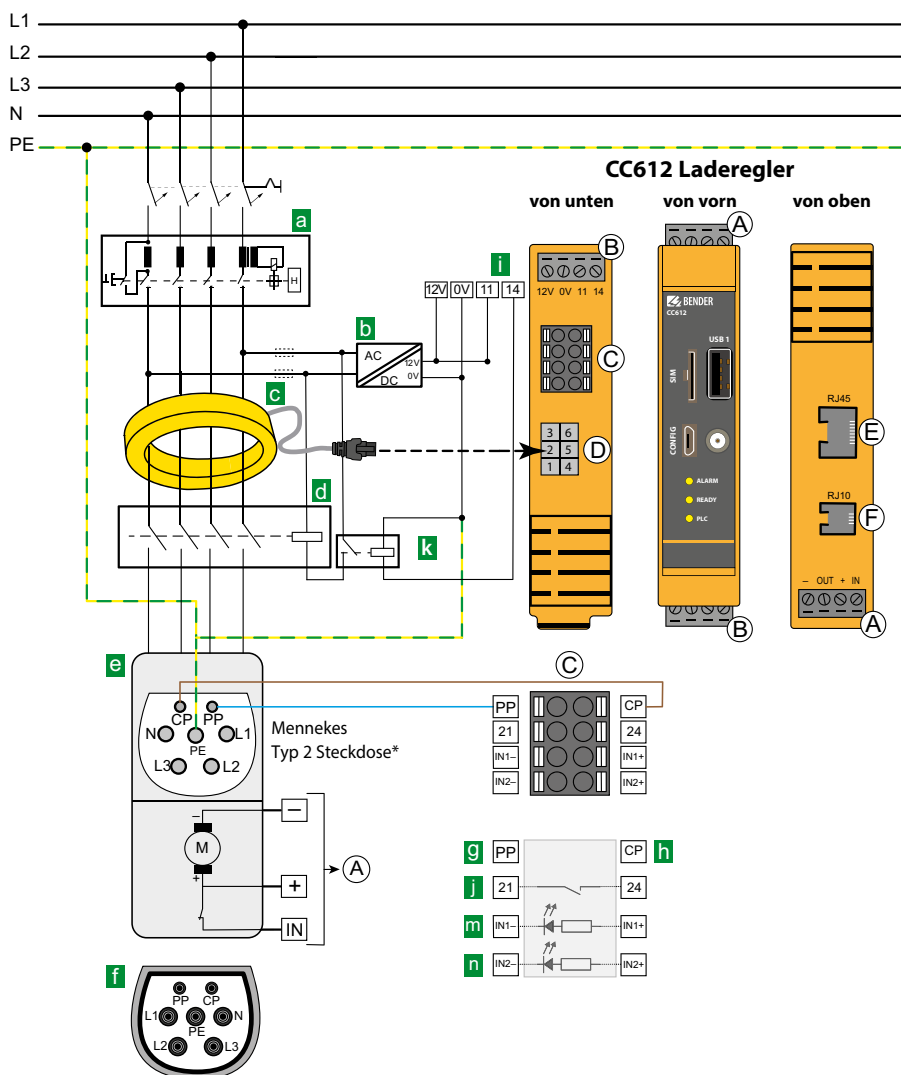 L1
L2
L3
N
PE
CC612 Laderegler
von unten
von vorn
von oben
a
H
i
12V 0V 11 14
b
AC
DC
12V
0V
c
d
k
B
12V 0V 11 14
C
3 6
2 5
1 4
D
A
BENDER
CC612
USB 1
SIM
CONFIG
ALARM
READY
PLC
B
RJ45
E
RJ10
F
– OUT + IN
A
e
CP PP
N L1
PE
L3 L2
Mennekes
Typ 2 Steckdose*
–
M
+
–
+
IN
A
C
PP CP
21 24
IN1– IN1+
IN2– IN2+
g PP CP h
j 21 24
m IN1– IN1+
n IN2– IN2+
f
PP CP
L1 N
PE
L2 L3